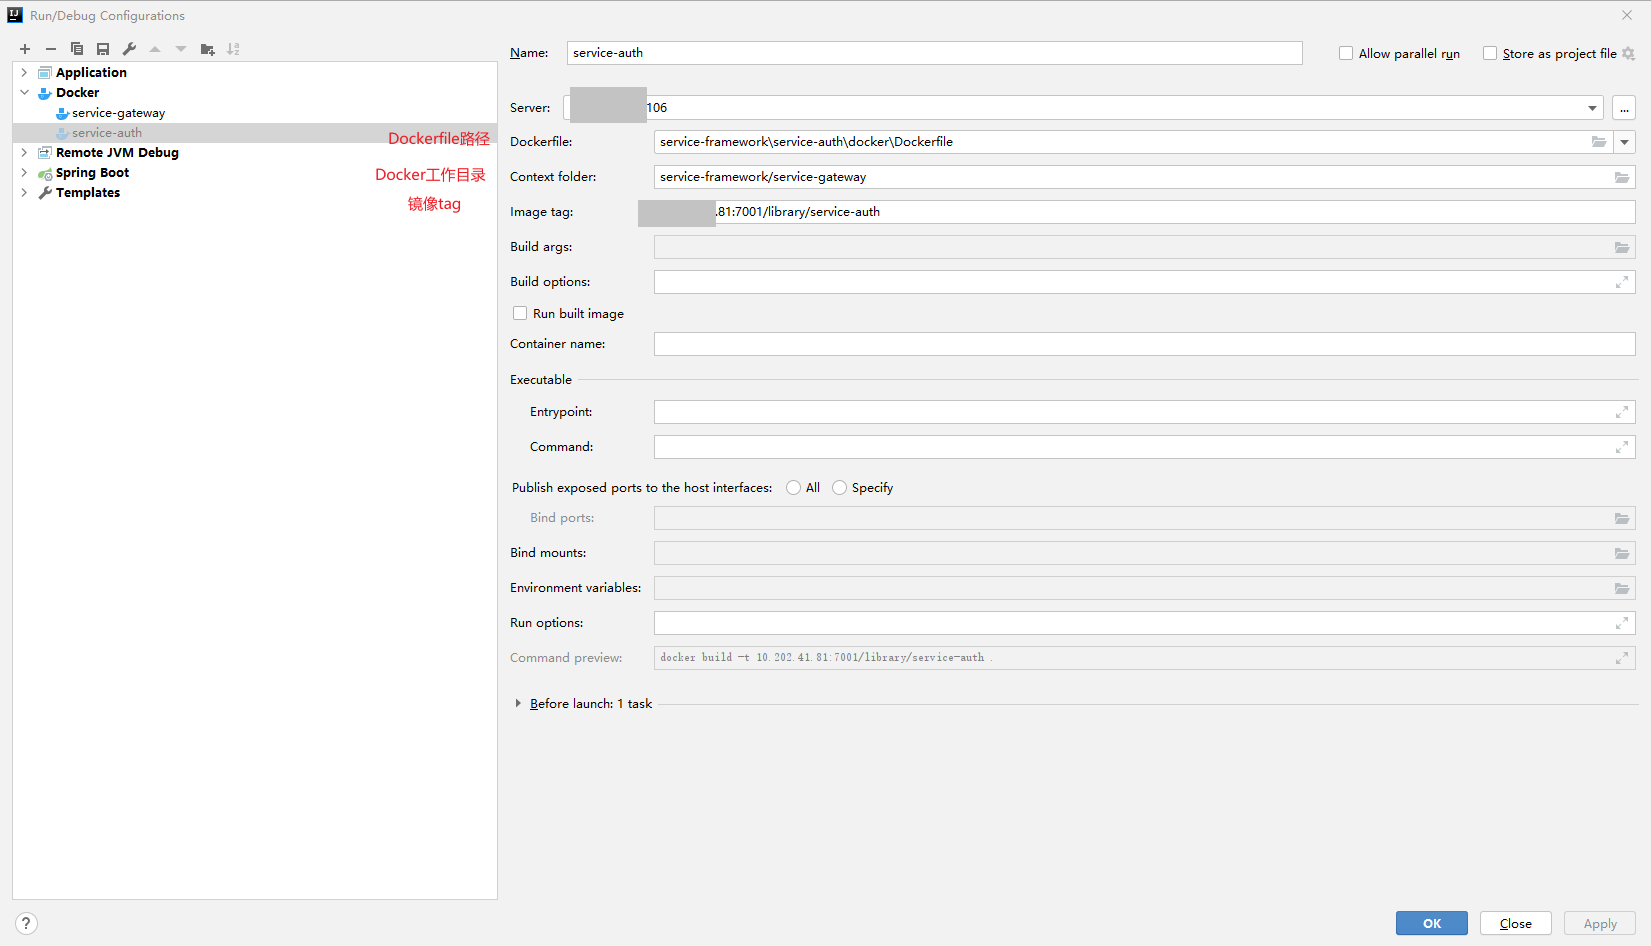 Run/Debug Configurations
Application
Docker
service-gateway
service-auth
Dockerfile路径
Remote JVM Debug
Spring Boot
Docker工作目录
Templates
镜像tag
Name: service-auth
Allow parallel run
Store as project file
Server: 106
...
Dockerfile: service-framework\service-auth\docker\Dockerfile
Context folder: service-framework/service-gateway
Image tag: .81:7001/library/service-auth
Build args:
Build options:
Run built image
Container name:
Executable
Entrypoint:
Command:
Publish exposed ports to the host interfaces: All Specify
Bind ports:
Bind mounts:
Environment variables:
Run options:
Command preview: docker build -t 10.202.41.81:7001/library/service-auth .
Before launch: 1 task
?
OK Close Apply